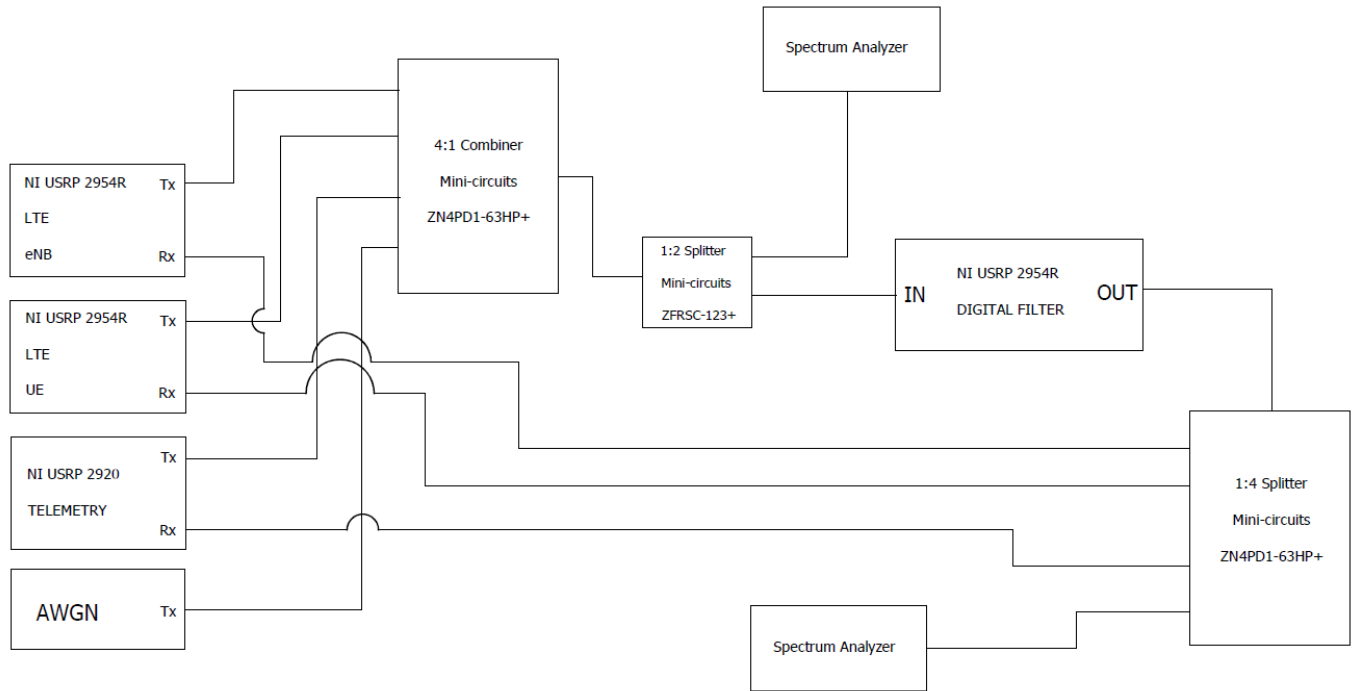 Spectrum Analyzer
4:1 Combiner
Mini-circuits
ZN4PD1-63HP+
NI USRP 2954R
Tx
LTE
eNB
Rx
1:2 Splitter
Mini-circuits
ZFRSC-123+
NI USRP 2954R
IN
OUT
DIGITAL FILTER
NI USRP 2954R
Tx
LTE
UE
Rx
NI USRP 2920
Tx
TELEMETRY
Rx
1:4 Splitter
Mini-circuits
ZN4PD1-63HP+
AWGN
Tx
Spectrum Analyzer